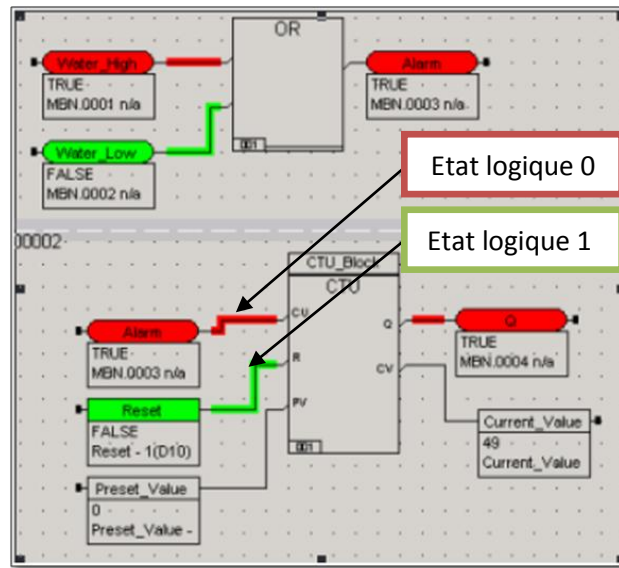 OR
Water_High
TRUE
MBN.0001 n/a
Alarm
TRUE
MBN.0003 n/a
Water_Low
FALSE
MBN.0002 n/a
Etat logique 0
Etat logique 1
00002
CTU_Block
CTU
CU
R
PV
Q
CV
Alarm
TRUE
MBN.0003 n/a
Reset
FALSE
Reset - 1(D10)
Preset_Value
0
Preset_Value -
Q
TRUE
MBN.0004 n/a
Current_Value
49
Current_Value